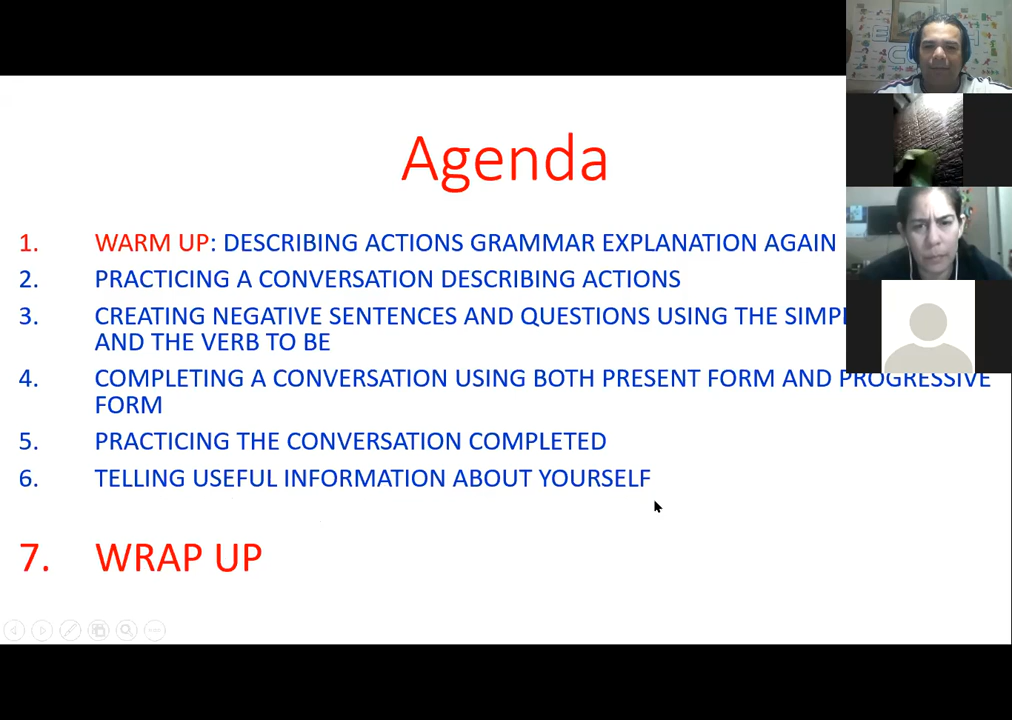 Agenda
1. WARM UP: DESCRIBING ACTIONS GRAMMAR EXPLANATION AGAIN
2. PRACTICING A CONVERSATION DESCRIBING ACTIONS
3. CREATING NEGATIVE SENTENCES AND QUESTIONS USING THE
AND THE VERB TO BE
4. COMPLETING A CONVERSATION USING BOTH PRESENT FORM AND PROGRESSIVE
FORM
5. PRACTICING THE CONVERSATION COMPLETED
6. TELLING USEFUL INFORMATION ABOUT YOURSELF
7. WRAP UP